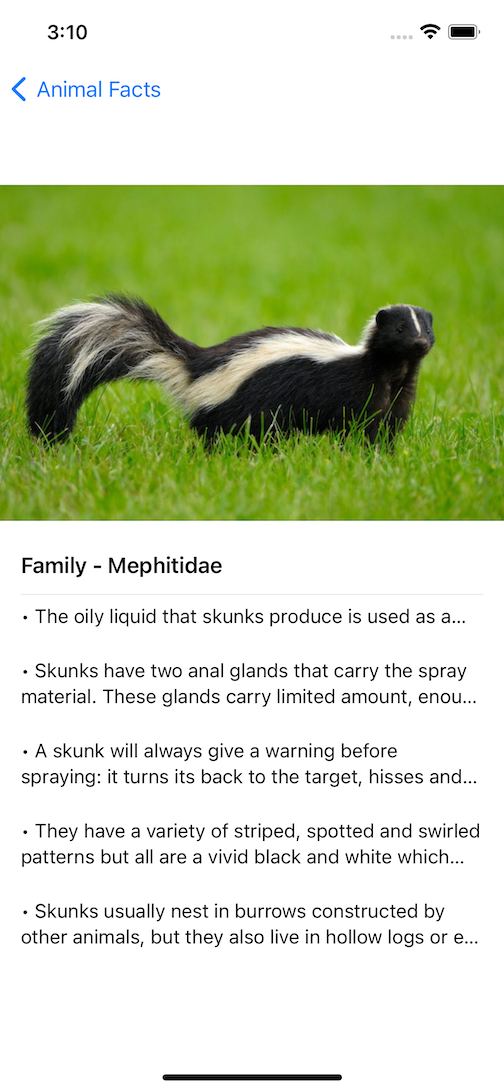 3:10
Animal Facts
Family - Mephitidae
• The oily liquid that skunks produce is used as a...
• Skunks have two anal glands that carry the spray
material. These glands carry limited amount, enou...
• A skunk will always give a warning before
spraying: it turns its back to the target, hisses and...
• They have a variety of striped, spotted and swirled
patterns but all are a vivid black and white which...
• Skunks usually nest in burrows constructed by
other animals, but they also live in hollow logs or e...